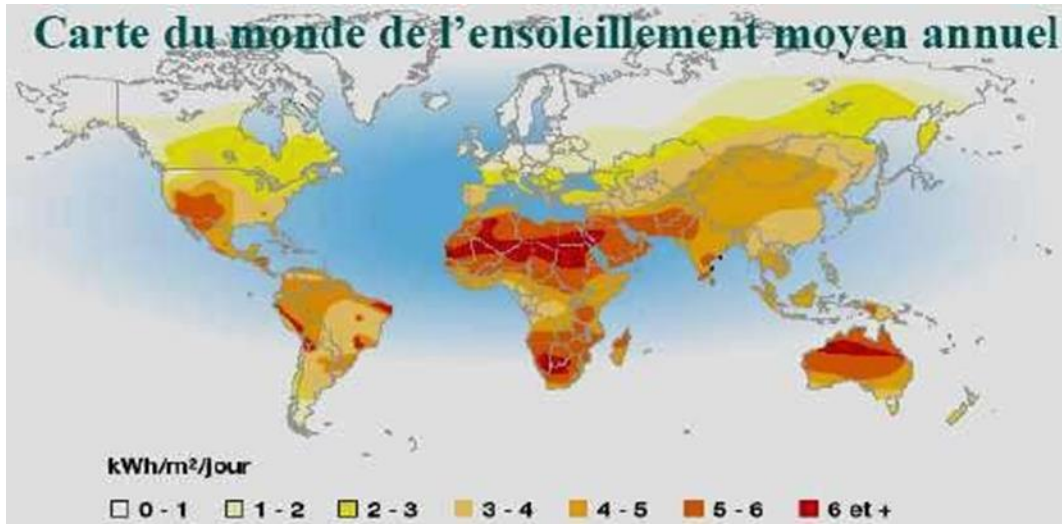 Carte du monde de l'ensoleillement moyen annuel
kWh/m²/jour
0 - 1 1 - 2 2 - 3 3 - 4 4 - 5 5 - 6 6 et +